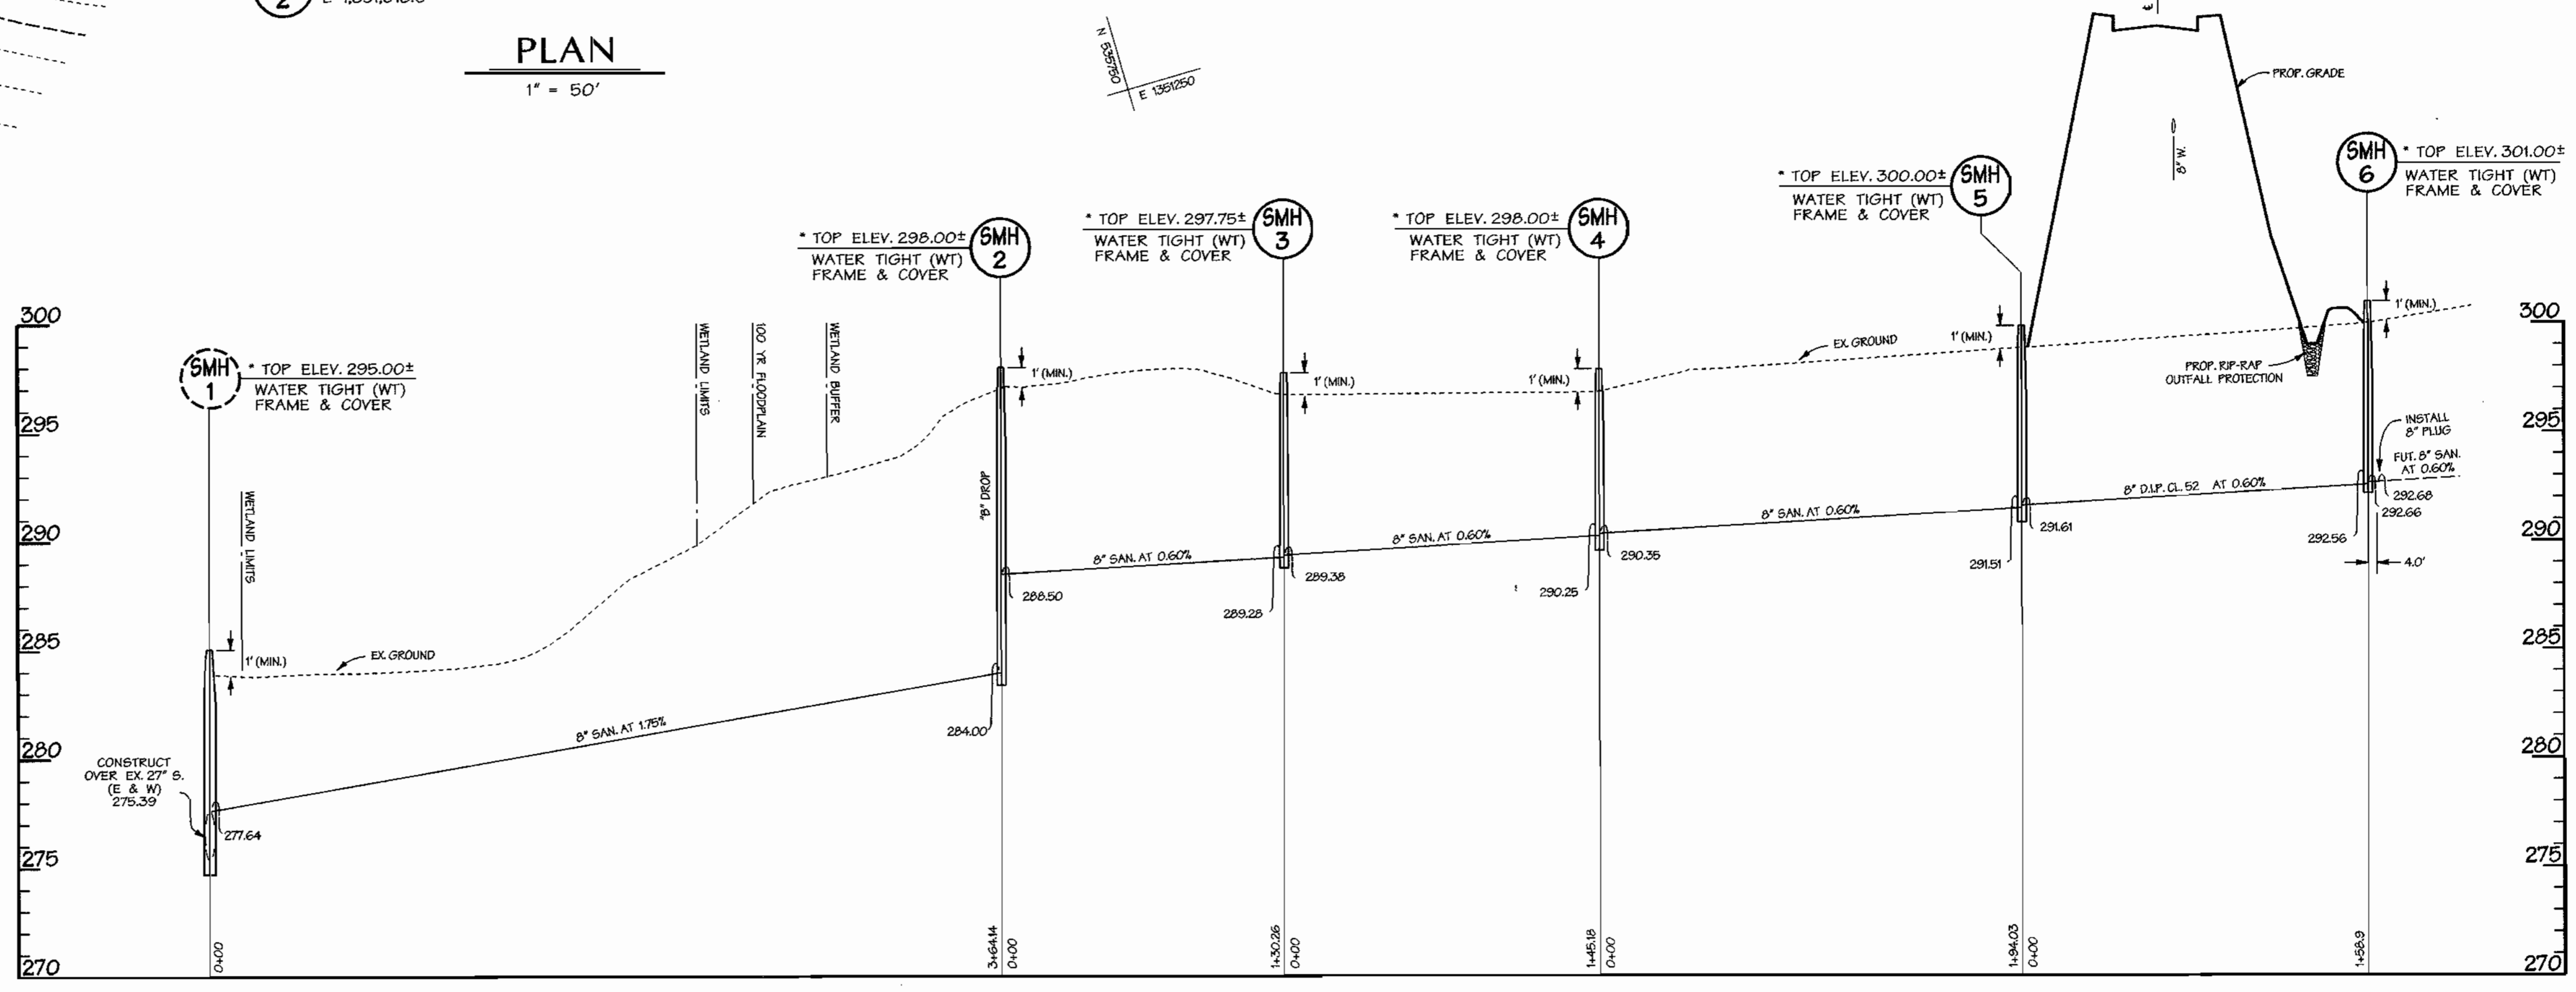 2
PLAN
1" = 50'
N 535750
E 1351250
PROP. GRADE
8" W.
SMH
1
* TOP ELEV. 295.00±
WATER TIGHT (WT)
FRAME & COVER
* TOP ELEV. 298.00±
WATER TIGHT (WT)
FRAME & COVER
SMH
2
* TOP ELEV. 297.75±
WATER TIGHT (WT)
FRAME & COVER
SMH
3
* TOP ELEV. 298.00±
WATER TIGHT (WT)
FRAME & COVER
SMH
4
* TOP ELEV. 300.00±
WATER TIGHT (WT)
FRAME & COVER
SMH
5
SMH
6
* TOP ELEV. 301.00±
WATER TIGHT (WT)
FRAME & COVER
300
295
290
285
280
275
270
WETLAND LIMITS
1' (MIN.)
EX. GROUND
WETLAND LIMITS
100 YR FLOODPLAIN
WETLAND BUFFER
"B" DROP
1' (MIN.)
1' (MIN.)
1' (MIN.)
EX. GROUND
1' (MIN.)
1' (MIN.)
PROP. RIP-RAP
OUTFALL PROTECTION
INSTALL
8" PLUG
FUT. 8" SAN.
AT 0.60%
CONSTRUCT
OVER EX. 27" S.
(E & W)
275.39
277.64
8" SAN. AT 1.75%
284.00
288.50
8" SAN. AT 0.60%
289.28
289.38
8" SAN. AT 0.60%
290.25
290.35
8" SAN. AT 0.60%
291.51
291.61
8" D.I.P. CL. 52 AT 0.60%
292.56
292.68
292.66
4.0'
0+00
3+64.14
0+00
1+30.26
0+00
1+45.18
0+00
1+94.03
0+00
1+58.9
300
295
290
285
280
275
270